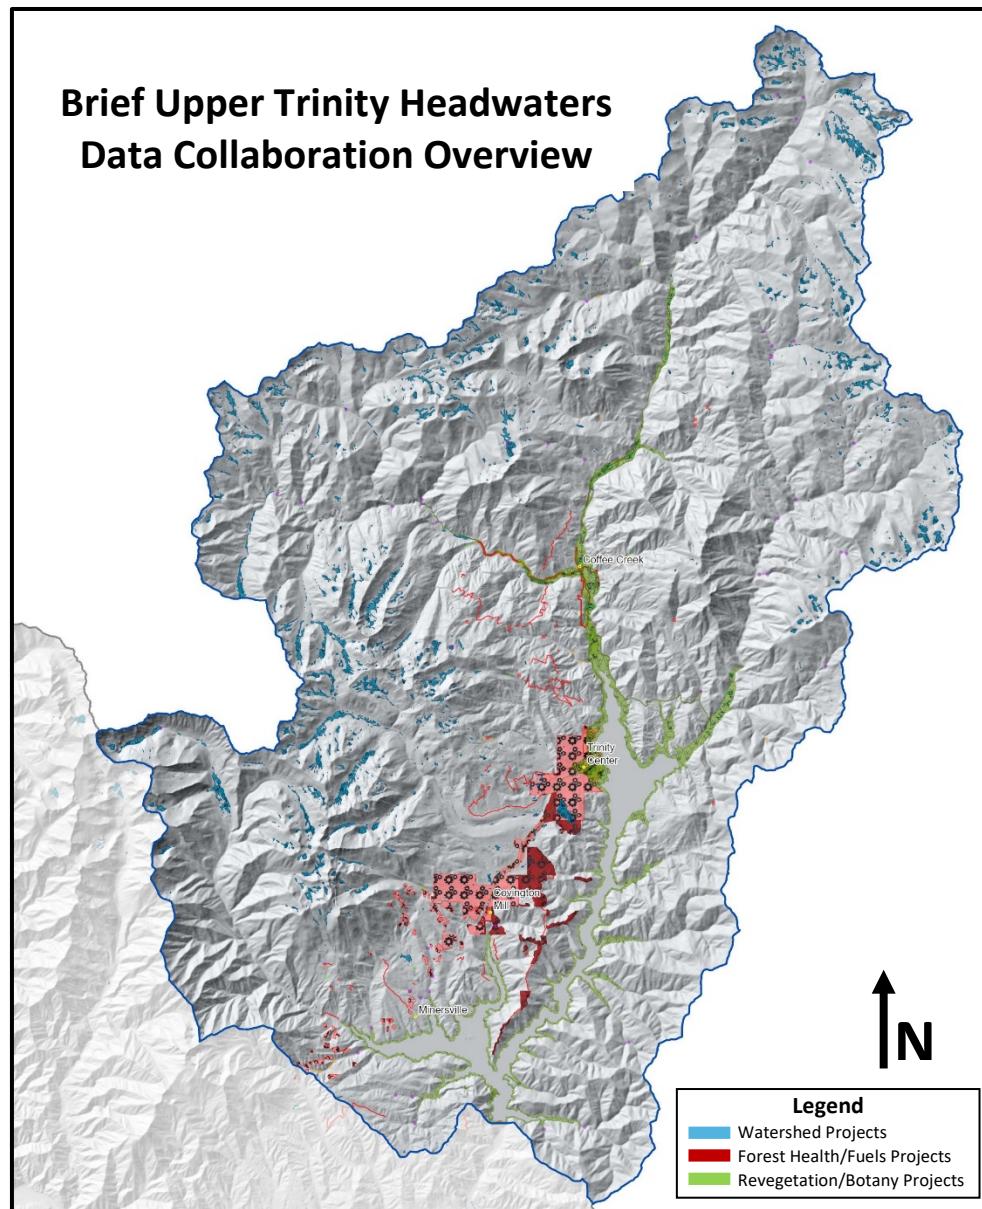 Brief Upper Trinity Headwaters
Data Collaboration Overview
Coffee Creek
Trinity
Center
Covington
Mill
Minersville
N
Legend
Watershed Projects
Forest Health/Fuels Projects
Revegetation/Botany Projects